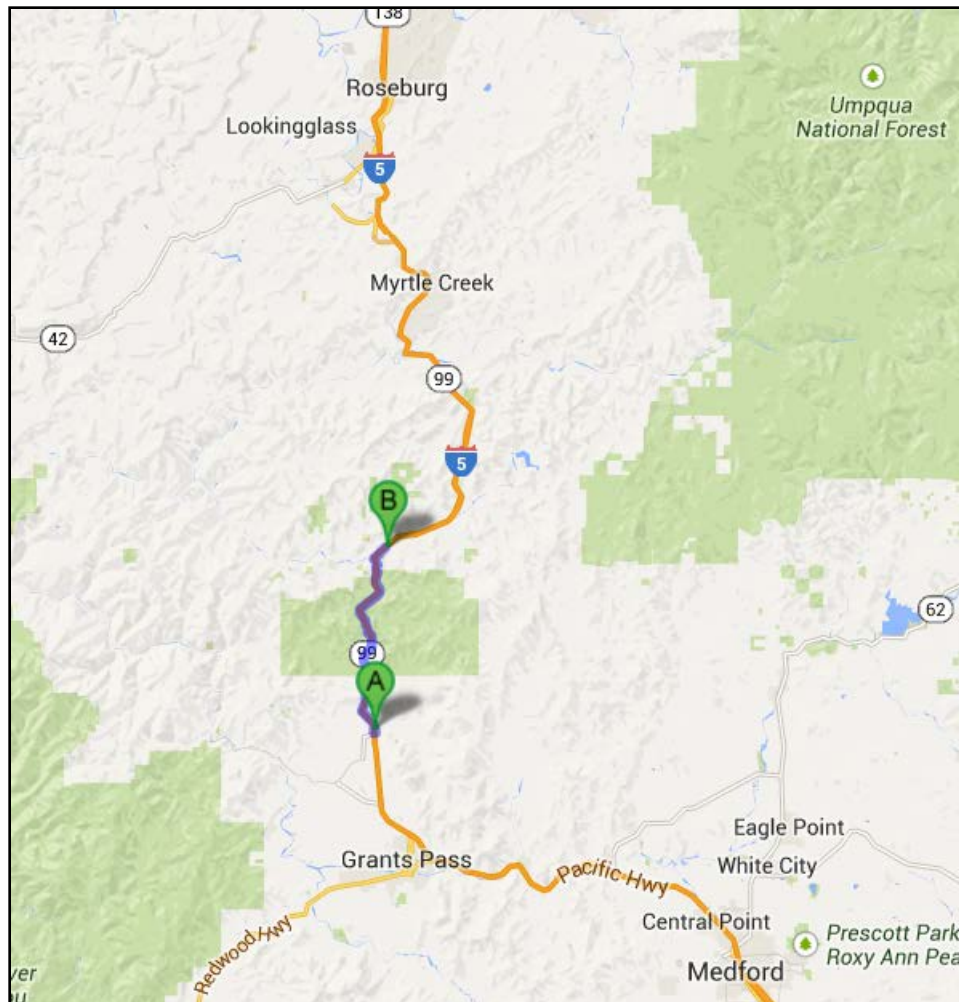 138
Roseburg
Lookingglass
5
Umpqua
National Forest
Myrtle Creek
42
99
5
B
62
99
A
Eagle Point
Grants Pass
White City
Pacific Hwy
Redwood Hwy
Central Point
Prescott Park
Roxy Ann Pea
Medford